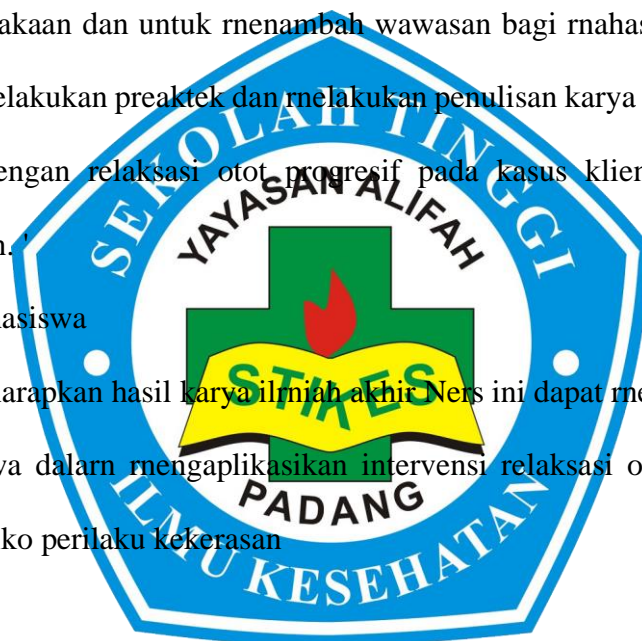 akaan dan untuk rnenambah wawasan bagi rnahas
elakukan preaktek dan rnelakukan penulisan karya
engan relaksasi otot progresif pada kasus klien
n. '
asiswa
arapkan hasil karya ilrniah akhir Ners ini dapat rne
ya dalarn rnengaplikasikan intervensi relaksasi o
ko perilaku kekerasan
SEKOLAH TINGGI
YAYASAN ALIFAH
STIKES
PADANG
ILMU KESEHATAN